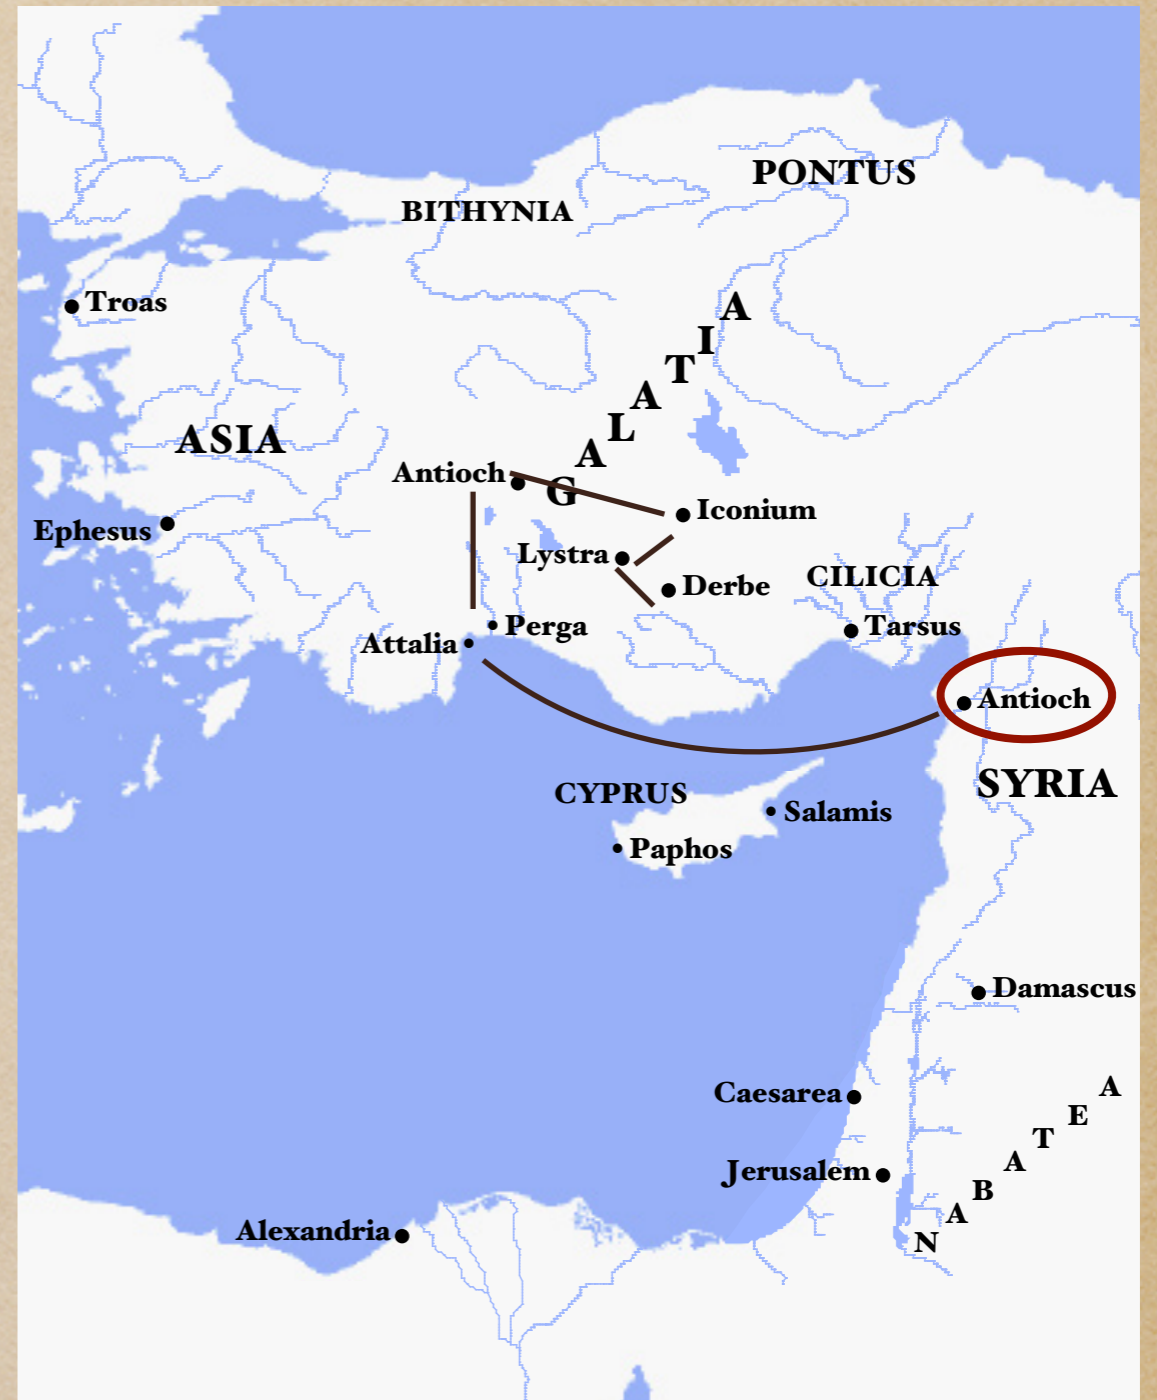 PONTUS
BITHYNIA
Troas
GALATIA
ASIA
Antioch
Iconium
Ephesus
Lystra
CILICIA
Derbe
Perga
Tarsus
Attalia
Antioch
SYRIA
CYPRUS
Salamis
Paphos
Damascus
Caesarea
NABATEA
Jerusalem
Alexandria